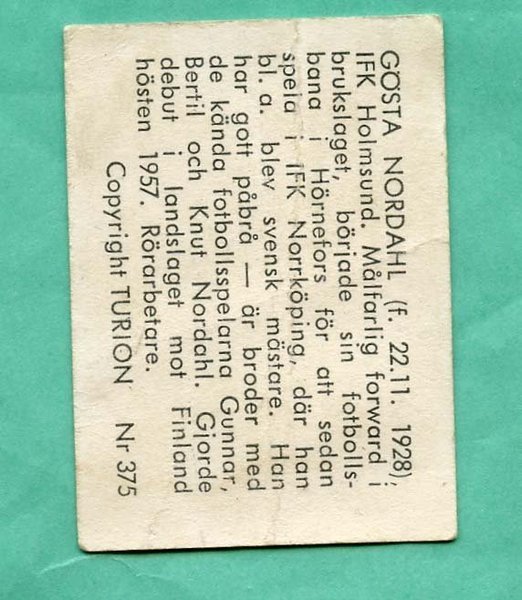 GÖSTA NORDAHL (f. 22.11. 1928),
IFK Holmsund. Målfarlig forward i
brukslaget, började sin fotbolls-
bana i Hörnefors för att sedan
spela i IFK Norrköping, där han
bl. a. blev svensk mästare. Han
har gott påbrå — är broder med
de kända fotbollsspelarna Gunnar,
Bertil och Knut Nordahl. Gjorde
debut i landslaget mot Finland
hösten 1957. Rörarbetare.
Copyright TURION Nr 375